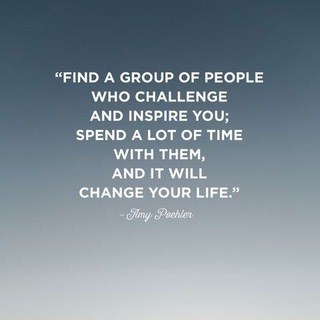 “FIND A GROUP OF PEOPLE
WHO CHALLENGE
AND INSPIRE YOU;
SPEND A LOT OF TIME
WITH THEM,
AND IT WILL
CHANGE YOUR LIFE.”
–Amy Poehler